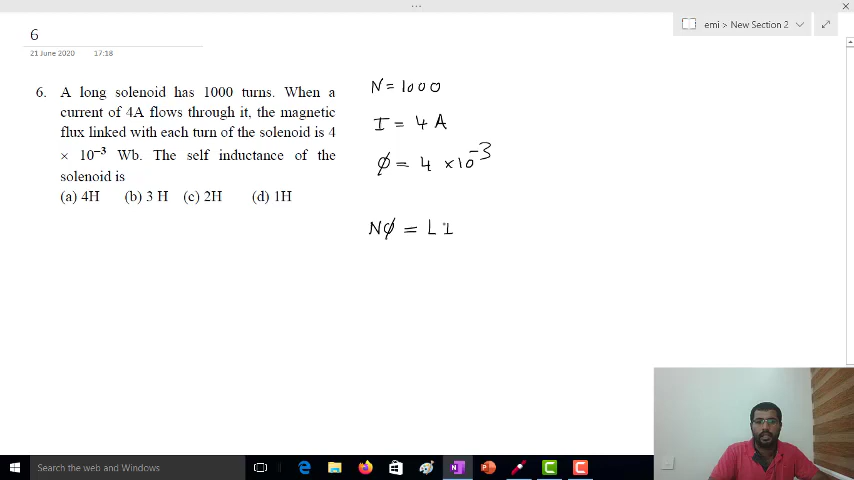 ...
emi > New Section 2
6
21 June 2020 17:18
6. A long solenoid has 1000 turns. When a
current of 4A flows through it, the magnetic
flux linked with each turn of the solenoid is 4
× 10⁻³ Wb. The self inductance of the
solenoid is
(a) 4H (b) 3 H (c) 2H (d) 1H
N = 1000
I = 4 A
φ = 4 ×10⁻³
Nφ = L I
Search the web and Windows